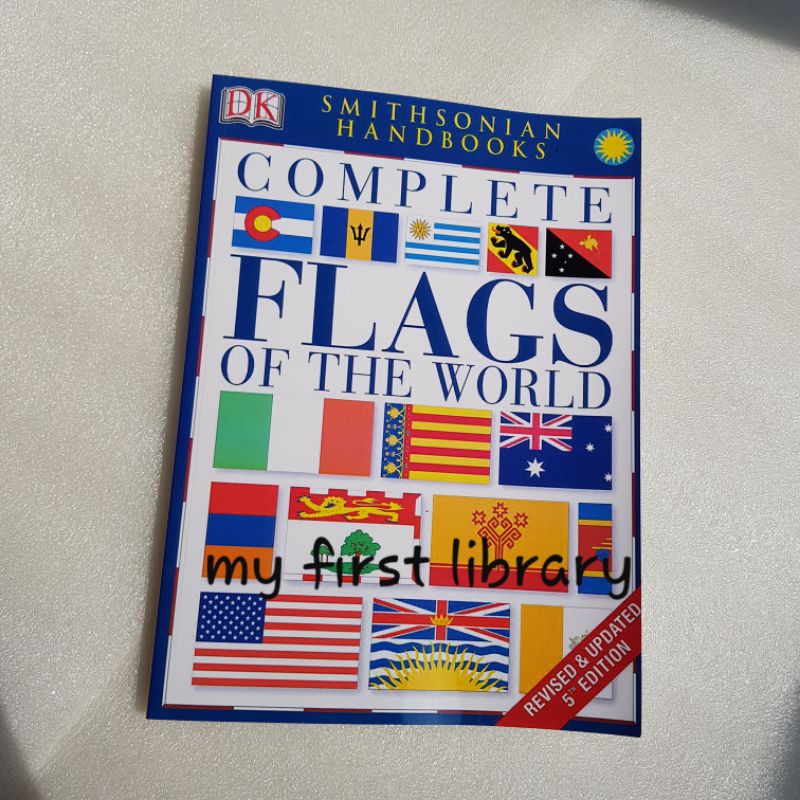 DK
SMITHSONIAN
HANDBOOKS
COMPLETE
FLAGS
OF THE WORLD
my first library
REVISED & UPDATED
5TH EDITION